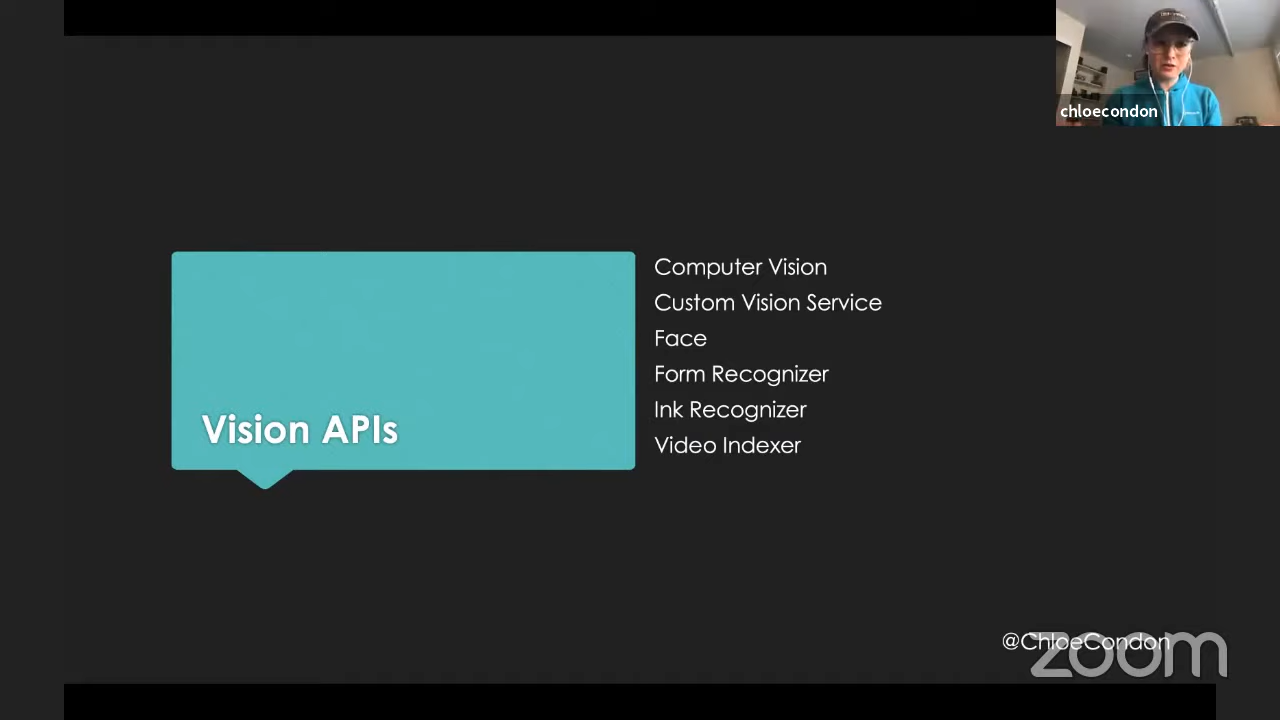 chloecondon
Vision APIs
Computer Vision
Custom Vision Service
Face
Form Recognizer
Ink Recognizer
Video Indexer
@ChloeCondon
zoom